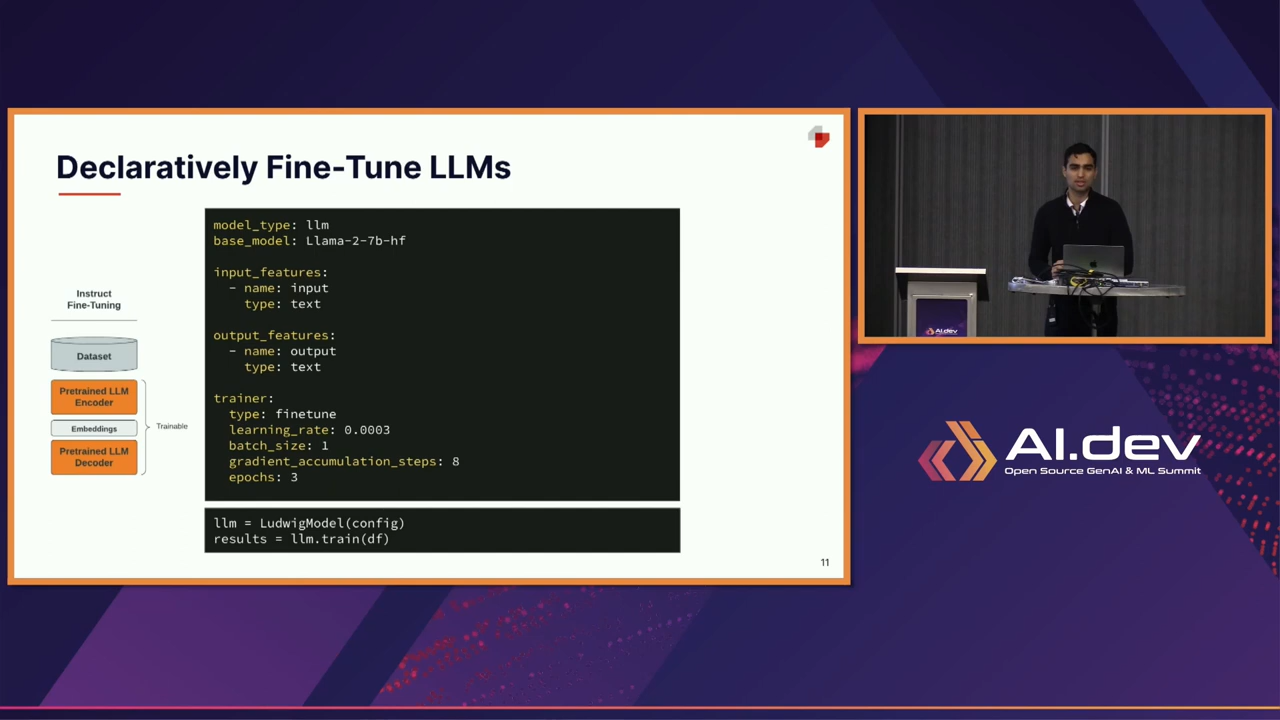 Declaratively Fine-Tune LLMs
Instruct
Fine-Tuning
Dataset
Pretrained LLM
Encoder
Embeddings
Pretrained LLM
Decoder
Trainable
model_type: llm
base_model: Llama-2-7b-hf
input_features:
  - name: input
    type: text
output_features:
  - name: output
    type: text
trainer:
  type: finetune
  learning_rate: 0.0003
  batch_size: 1
  gradient_accumulation_steps: 8
  epochs: 3
llm = LudwigModel(config)
results = llm.train(df)
11
AI.dev
AI.dev
Open Source GenAI & ML Summit